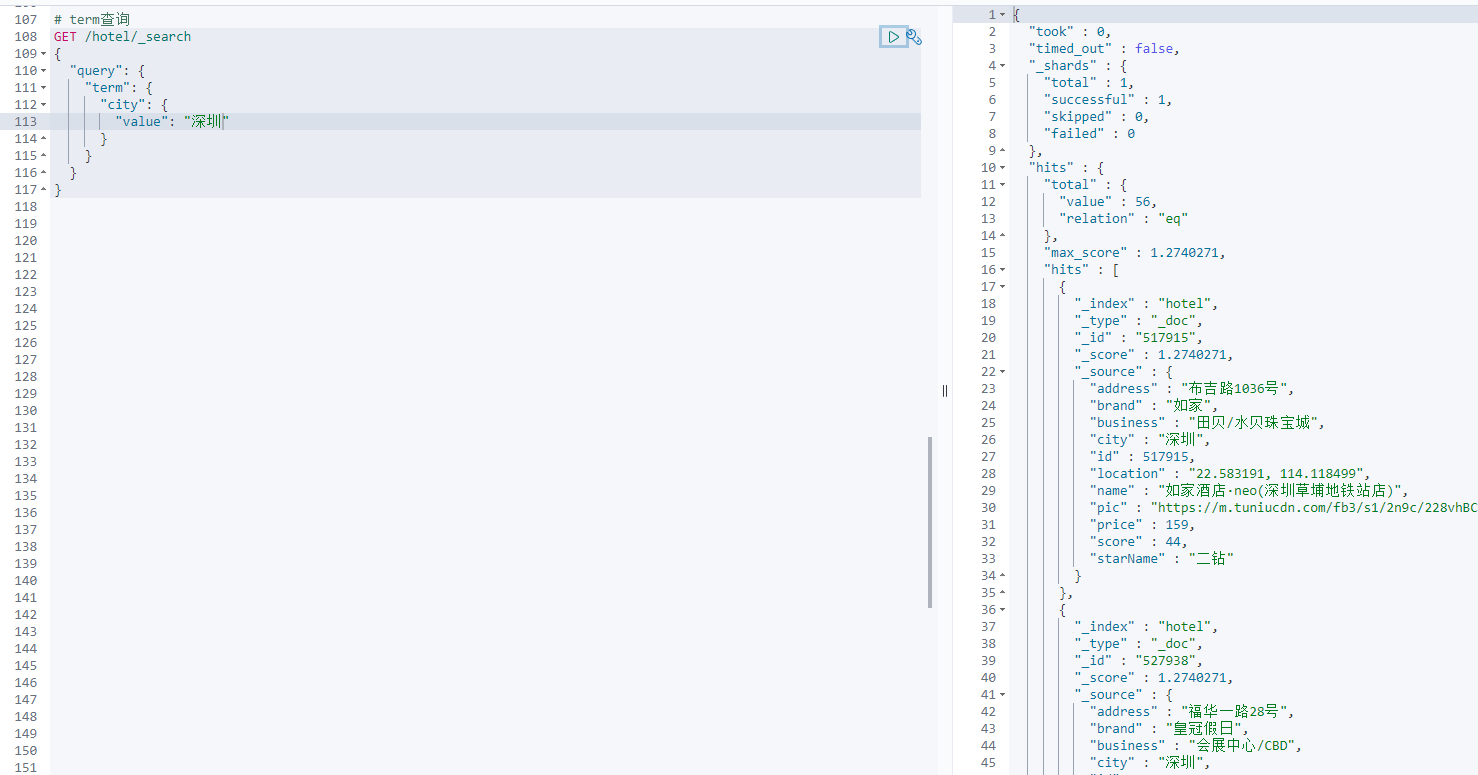 107 # term查询
108 GET /hotel/_search
109 {
110 "query": {
111 "term": {
112 "city": {
113 "value": "深圳"
114 }
115 }
116 }
117 }
118
119
120
121
122
123
124
125
126
127
128
129
130
131
132
133
134
135
136
137
138
139
140
141
142
143
144
145
146
147
148
149
150
151
1 {
2 "took" : 0,
3 "timed_out" : false,
4 "_shards" : {
5 "total" : 1,
6 "successful" : 1,
7 "skipped" : 0,
8 "failed" : 0
9 },
10 "hits" : {
11 "total" : {
12 "value" : 56,
13 "relation" : "eq"
14 },
15 "max_score" : 1.2740271,
16 "hits" : [
17 {
18 "_index" : "hotel",
19 "_type" : "_doc",
20 "_id" : "517915",
21 "_score" : 1.2740271,
22 "_source" : {
23 "address" : "布吉路1036号",
24 "brand" : "如家",
25 "business" : "田贝/水贝珠宝城",
26 "city" : "深圳",
27 "id" : 517915,
28 "location" : "22.583191, 114.118499",
29 "name" : "如家酒店·neo(深圳草埔地铁站店)",
30 "pic" : "https://m.tuniucdn.com/fb3/s1/2n9c/228vhBC
31 "price" : 159,
32 "score" : 44,
33 "starName" : "二钻"
34 }
35 },
36 {
37 "_index" : "hotel",
38 "_type" : "_doc",
39 "_id" : "527938",
40 "_score" : 1.2740271,
41 "_source" : {
42 "address" : "福华一路28号",
43 "brand" : "皇冠假日",
44 "business" : "会展中心/CBD",
45 "city" : "深圳",